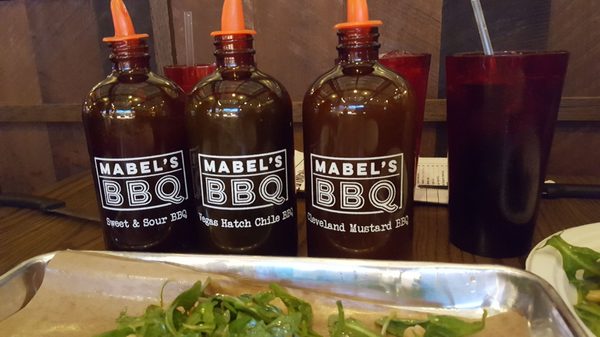 MABEL'S
BBQ
Sweet & Sour BBQ
MABEL'S
BBQ
Vegas Hatch Chile BBQ
MABEL'S
BBQ
Cleveland Mustard BBQ